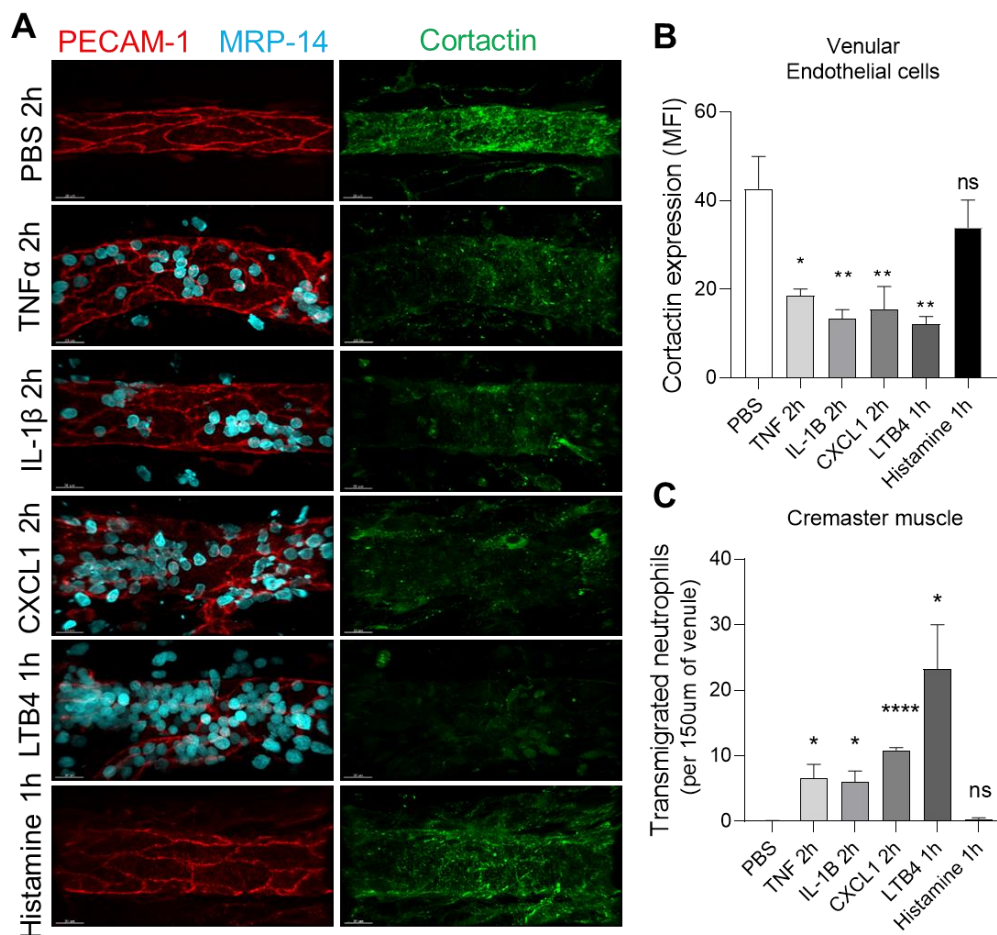 A
PECAM-1 MRP-14 Cortactin
PBS 2h
TNFα 2h
IL-1β 2h
CXCL1 2h
LTB4 1h
Histamine 1h
B
Venular
Endothelial cells
Cortactin expression (MFI)
60
40
20
0
*
**
**
**
ns
PBS
TNF 2h
IL-1B 2h
CXCL1 2h
LTB4 1h
Histamine 1h
C
Cremaster muscle
Transmigrated neutrophils
(per 150um of venule)
40
30
20
10
0
*
*
****
*
ns
PBS
TNF 2h
IL-1B 2h
CXCL1 2h
LTB4 1h
Histamine 1h